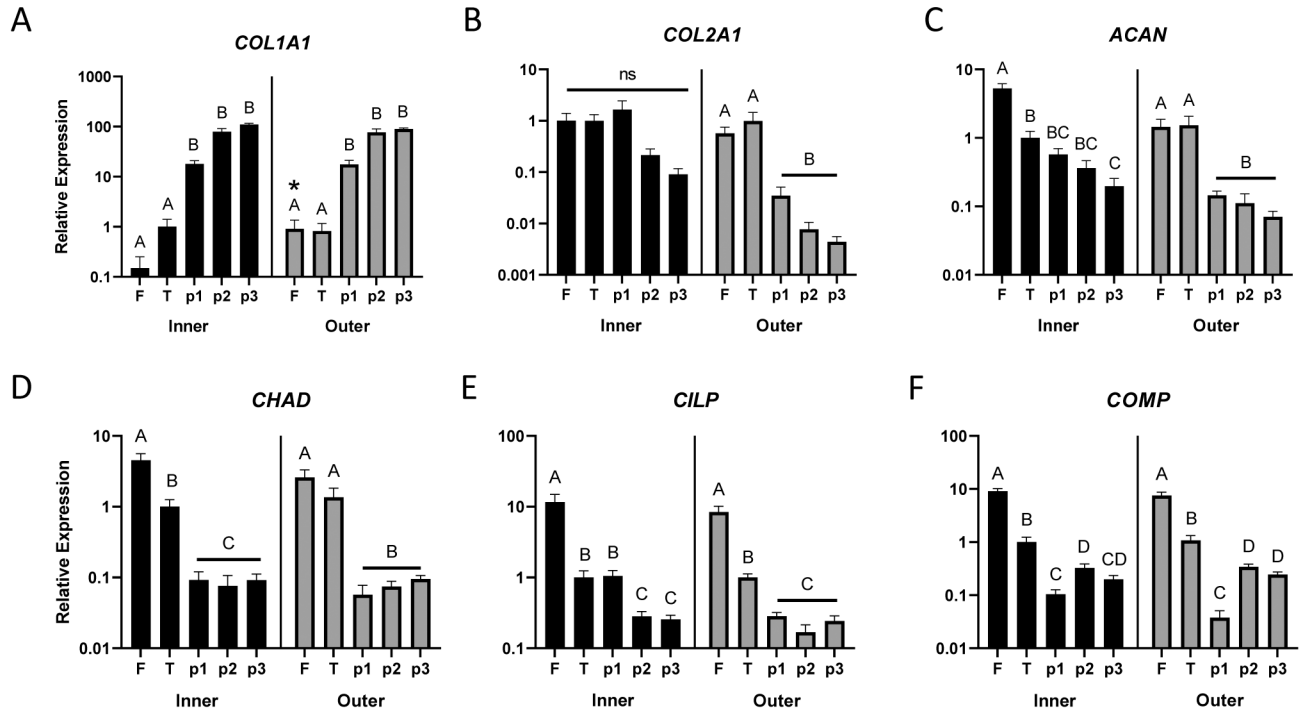 A
COL1A1
Relative Expression
1000
100
10
1
0.1
A
A
B
B
B
*
A
A
B
B
B
F T p1 p2 p3 F T p1 p2 p3
Inner Outer
B
COL2A1
10
1
0.1
0.01
0.001
ns
A
A
B
F T p1 p2 p3 F T p1 p2 p3
Inner Outer
C
ACAN
10
1
0.1
0.01
A
B
BC
BC
C
A
A
B
F T p1 p2 p3 F T p1 p2 p3
Inner Outer
D
CHAD
Relative Expression
10
1
0.1
0.01
A
B
C
A
A
B
F T p1 p2 p3 F T p1 p2 p3
Inner Outer
E
CILP
100
10
1
0.1
A
B
B
C
C
A
B
C
F T p1 p2 p3 F T p1 p2 p3
Inner Outer
F
COMP
100
10
1
0.1
0.01
A
B
C
D
CD
A
B
C
D
D
F T p1 p2 p3 F T p1 p2 p3
Inner Outer